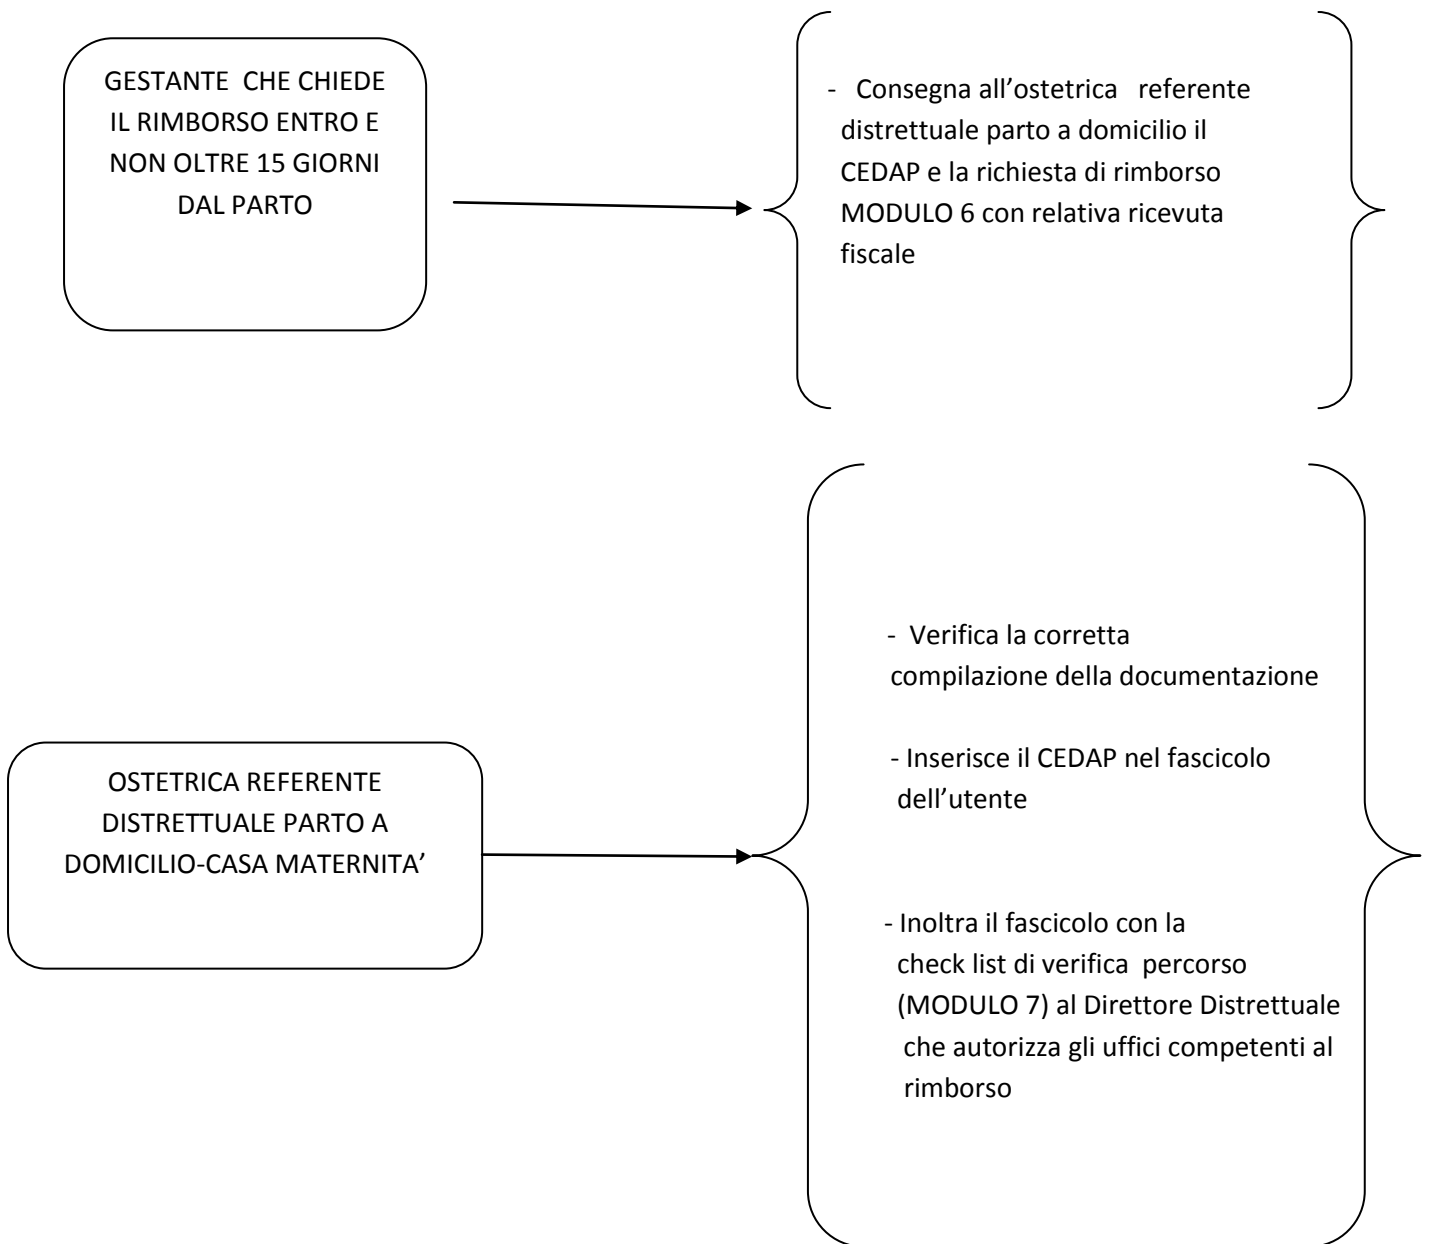 GESTANTE CHE CHIEDE
IL RIMBORSO ENTRO E
NON OLTRE 15 GIORNI
DAL PARTO
- Consegna all’ostetrica referente
distrettuale parto a domicilio il
CEDAP e la richiesta di rimborso
MODULO 6 con relativa ricevuta
fiscale
OSTETRICA REFERENTE
DISTRETTUALE PARTO A
DOMICILIO-CASA MATERNITA’
- Verifica la corretta
compilazione della documentazione
- Inserisce il CEDAP nel fascicolo
dell’utente
- Inoltra il fascicolo con la
check list di verifica percorso
(MODULO 7) al Direttore Distrettuale
che autorizza gli uffici competenti al
rimborso